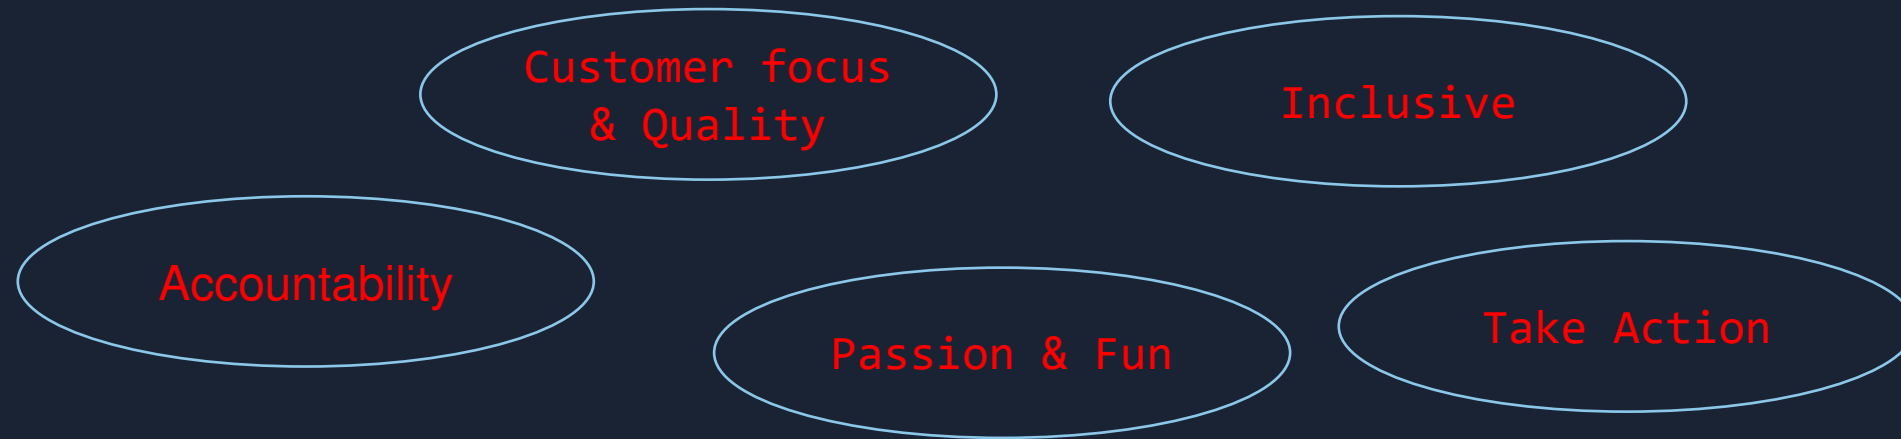 Customer focus
& Quality
Inclusive
Accountability
Passion & Fun
Take Action